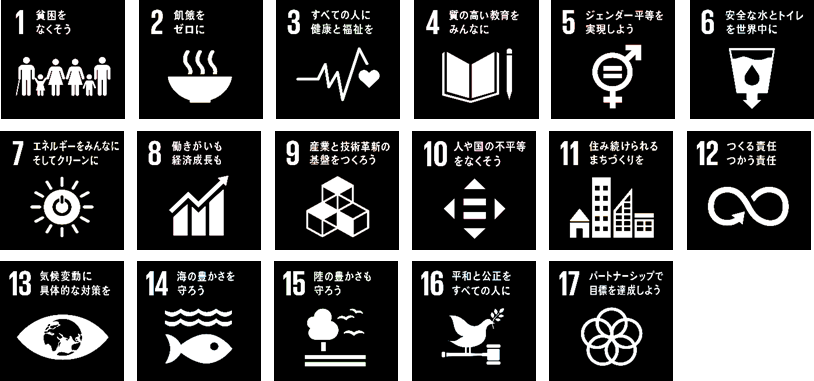 1 貧困を
なくそう
2 飢餓を
ゼロに
3 すべての人に
健康と福祉を
4 質の高い教育を
みんなに
5 ジェンダー平等を
実現しよう
6 安全な水とトイレ
を世界中に
7 エネルギーをみんなに
そしてクリーンに
8 働きがいも
経済成長も
9 産業と技術革新の
基盤をつくろう
10 人や国の不平等
をなくそう
11 住み続けられる
まちづくりを
12 つくる責任
つかう責任
13 気候変動に
具体的な対策を
14 海の豊かさを
守ろう
15 陸の豊かさも
守ろう
16 平和と公正を
すべての人に
17 パートナーシップで
目標を達成しよう